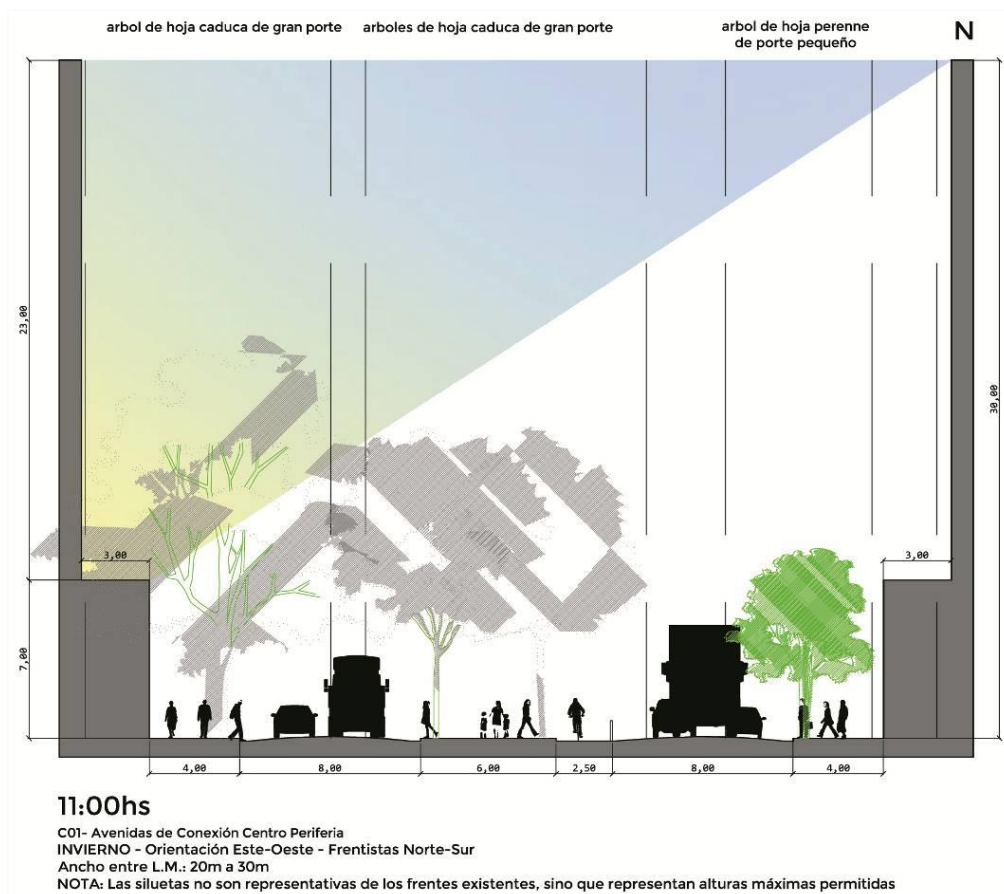 arbol de hoja caduca de gran porte
arboles de hoja caduca de gran porte
arbol de hoja perenne
de porte pequeño
N
23,00
30,00
3,00
3,00
7,00
4,00
8,00
6,00
2,50
8,00
4,00
11:00hs
C01- Avenidas de Conexión Centro Periferia
INVIERNO - Orientación Este-Oeste - Frentistas Norte-Sur
Ancho entre L.M.: 20m a 30m
NOTA: Las siluetas no son representativas de los frentes existentes, sino que representan alturas máximas permitidas